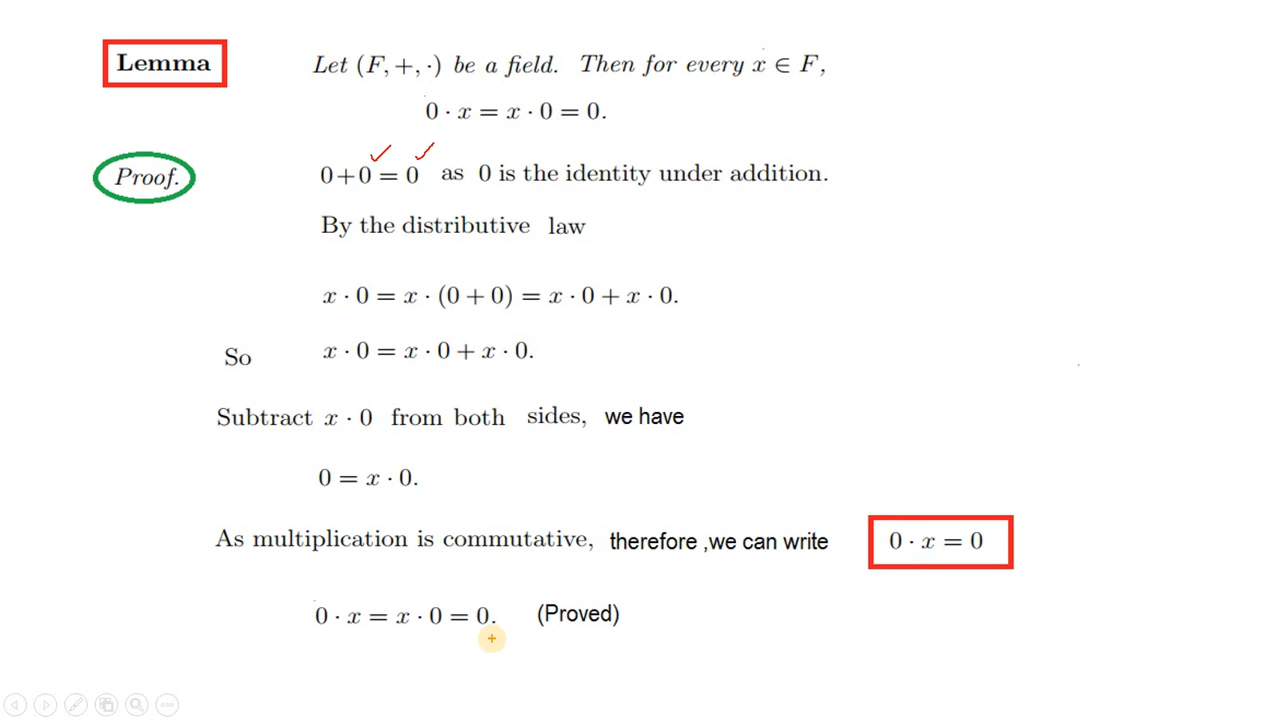 Lemma Let (F, +, ·) be a field. Then for every x ∈ F,
0 · x = x · 0 = 0.
Proof. 0+0 = 0 as 0 is the identity under addition.
By the distributive law
x · 0 = x · (0 + 0) = x · 0 + x · 0.
So x · 0 = x · 0 + x · 0.
Subtract x · 0 from both sides, we have
0 = x · 0.
As multiplication is commutative, therefore ,we can write 0 · x = 0
0 · x = x · 0 = 0. (Proved)